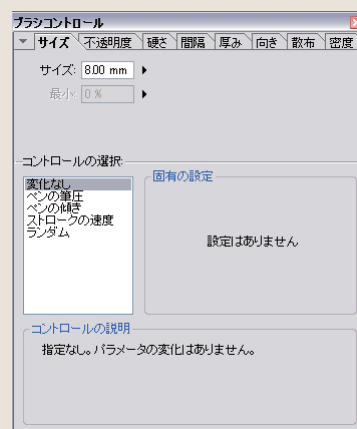 ブラシコントロール
サイズ 不透明度 硬さ 間隔 厚み 向き 散布 密度
サイズ: 8.00 mm
最小: 0 %
コントロールの選択:
変化なし
ペンの筆圧
ペンの傾き
ストロークの速度
ランダム
固有の設定
設定はありません
コントロールの説明
指定なし。パラメータの変化はありません。